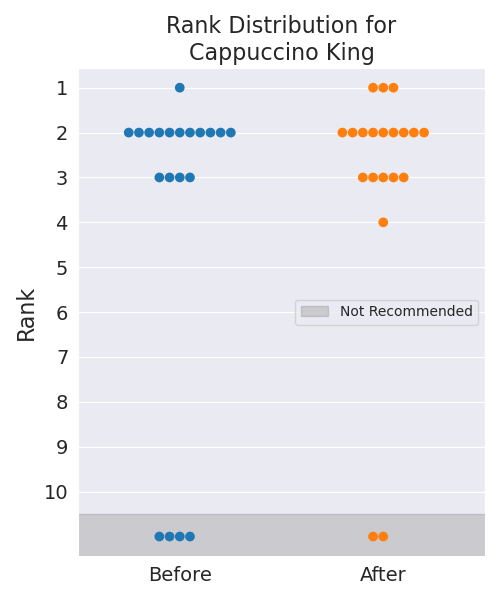 Rank Distribution for
Cappuccino King
1
2
3
4
5
6
7
8
9
10
Rank
Not Recommended
Before
After